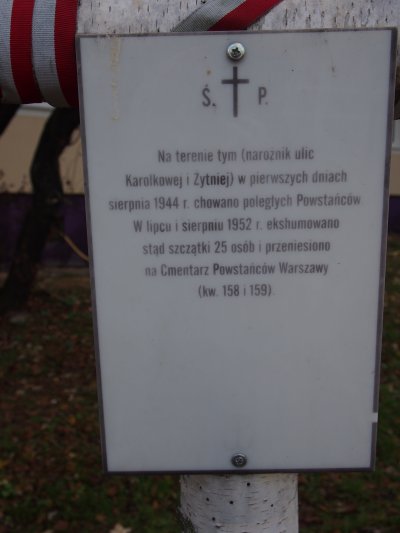 Ś. P.
Na terenie tym (narożnik ulic
Karolkowej i Żytniej) w pierwszych dniach
sierpnia 1944 r. chowano poległych Powstańców.
W lipcu i sierpniu 1952 r. ekshumowano
stąd szczątki 25 osób i przeniesiono
na Cmentarz Powstańców Warszawy
(kw. 158 i 159).